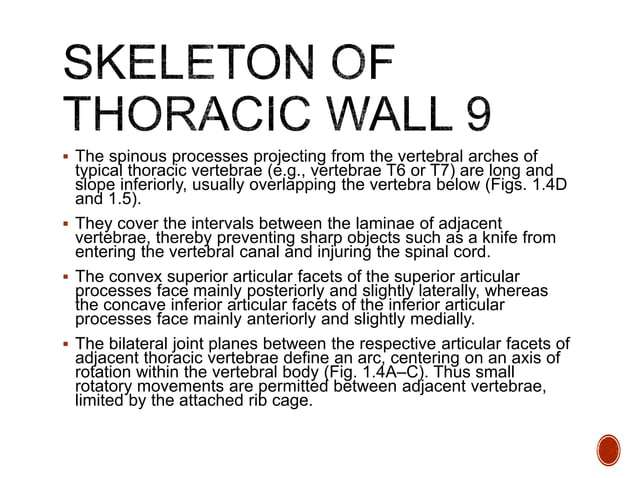 SKELETON OF
THORACIC WALL 9
▪ The spinous processes projecting from the vertebral arches of
typical thoracic vertebrae (e.g., vertebrae T6 or T7) are long and
slope inferiorly, usually overlapping the vertebra below (Figs. 1.4D
and 1.5).
▪ They cover the intervals between the laminae of adjacent
vertebrae, thereby preventing sharp objects such as a knife from
entering the vertebral canal and injuring the spinal cord.
▪ The convex superior articular facets of the superior articular
processes face mainly posteriorly and slightly laterally, whereas
the concave inferior articular facets of the inferior articular
processes face mainly anteriorly and slightly medially.
▪ The bilateral joint planes between the respective articular facets of
adjacent thoracic vertebrae define an arc, centering on an axis of
rotation within the vertebral body (Fig. 1.4A–C). Thus small
rotatory movements are permitted between adjacent vertebrae,
limited by the attached rib cage.